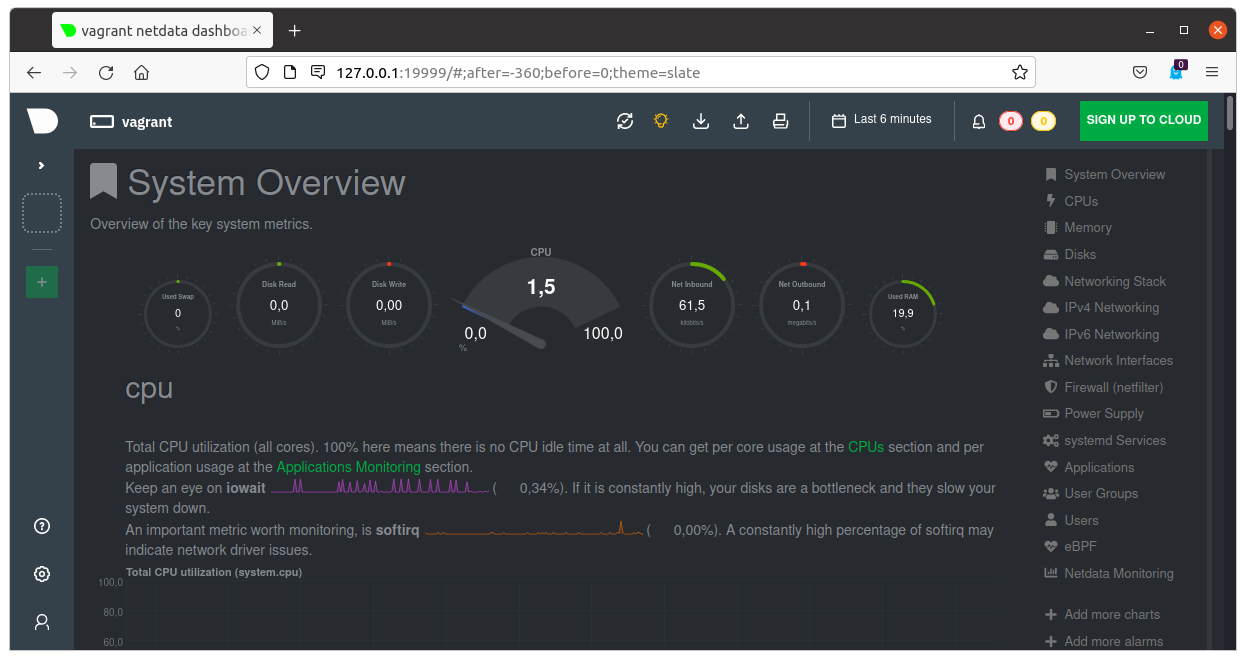 vagrant netdata dashboa
127.0.0.1:19999/#;after=-360;before=0;theme=slate
0
vagrant
Last 6 minutes
0
0
SIGN UP TO CLOUD
System Overview
Overview of the key system metrics.
Used Swap
0
%
Disk Read
0,0
MiB/s
Disk Write
0,00
MiB/s
CPU
1,5
0,0
100,0
%
Net Inbound
61,5
kilobits/s
Net Outbound
0,1
megabits/s
Used RAM
19,9
%
cpu
Total CPU utilization (all cores). 100% here means there is no CPU idle time at all. You can get per core usage at the CPUs section and per
application usage at the Applications Monitoring section.
Keep an eye on iowait ( 0,34%). If it is constantly high, your disks are a bottleneck and they slow your
system down.
An important metric worth monitoring, is softirq ( 0,00%). A constantly high percentage of softirq may
indicate network driver issues.
Total CPU utilization (system.cpu)
100,0
80,0
60,0
System Overview
CPUs
Memory
Disks
Networking Stack
IPv4 Networking
IPv6 Networking
Network Interfaces
Firewall (netfilter)
Power Supply
systemd Services
Applications
User Groups
Users
eBPF
Netdata Monitoring
Add more charts
Add more alarms